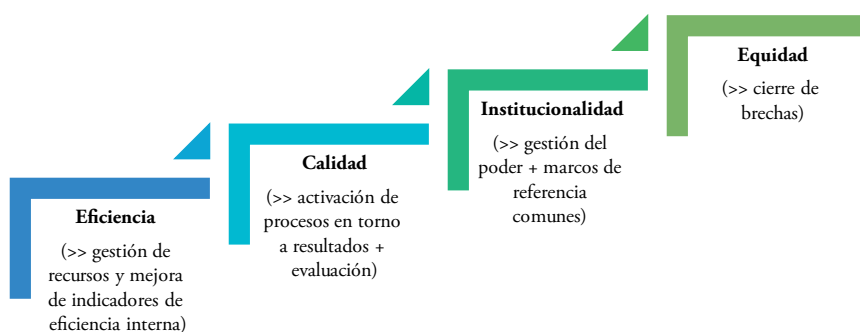 Eficiencia
(>> gestión de
recursos y mejora
de indicadores de
eficiencia interna)
Calidad
(>> activación de
procesos en torno
a resultados +
evaluación)
Institucionalidad
(>> gestión del
poder + marcos de
referencia
comunes)
Equidad
(>> cierre de
brechas)